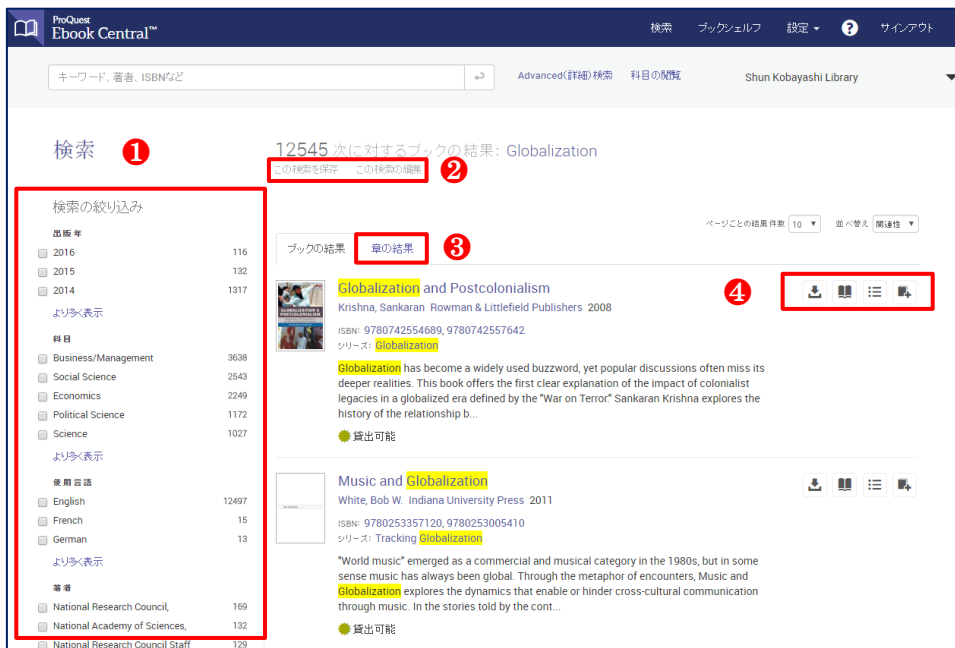 ProQuest
Ebook Central™
検索 ブックシェルフ 設定 ? サインアウト
キーワード、著者、ISBNなど
Advanced(詳細)検索 科目の閲覧 Shun Kobayashi Library
検索 1
12545 次に対するブックの結果: Globalization
この検索を保存 この検索の編集 2
検索の絞り込み
出版年
2016 116
2015 132
2014 1317
より多く表示
科目
Business/Management 3638
Social Science 2543
Economics 2249
Political Science 1172
Science 1027
より多く表示
使用言語
English 12497
French 15
German 13
より多く表示
著者
National Research Council, 169
National Academy of Sciences, 132
National Research Council Staff 129
ページごとの結果件数 10 並べ替え 関連性
ブックの結果 章の結果 3
4
Globalization and Postcolonialism
Krishna, Sankaran Rowman & Littlefield Publishers 2008
ISBN: 9780742554689, 9780742557642
シリーズ: Globalization
Globalization has become a widely used buzzword, yet popular discussions often miss its
deeper realities. This book offers the first clear explanation of the impact of colonialist
legacies in a globalized era defined by the "War on Terror." Sankaran Krishna explores the
history of the relationship b...
貸出可能
Music and Globalization
White, Bob W. Indiana University Press 2011
ISBN: 9780253357120, 9780253005410
シリーズ: Tracking Globalization
"World music" emerged as a commercial and musical category in the 1980s, but in some
sense music has always been global. Through the metaphor of encounters, Music and
Globalization explores the dynamics that enable or hinder cross-cultural communication
through music. In the stories told by the cont...
貸出可能